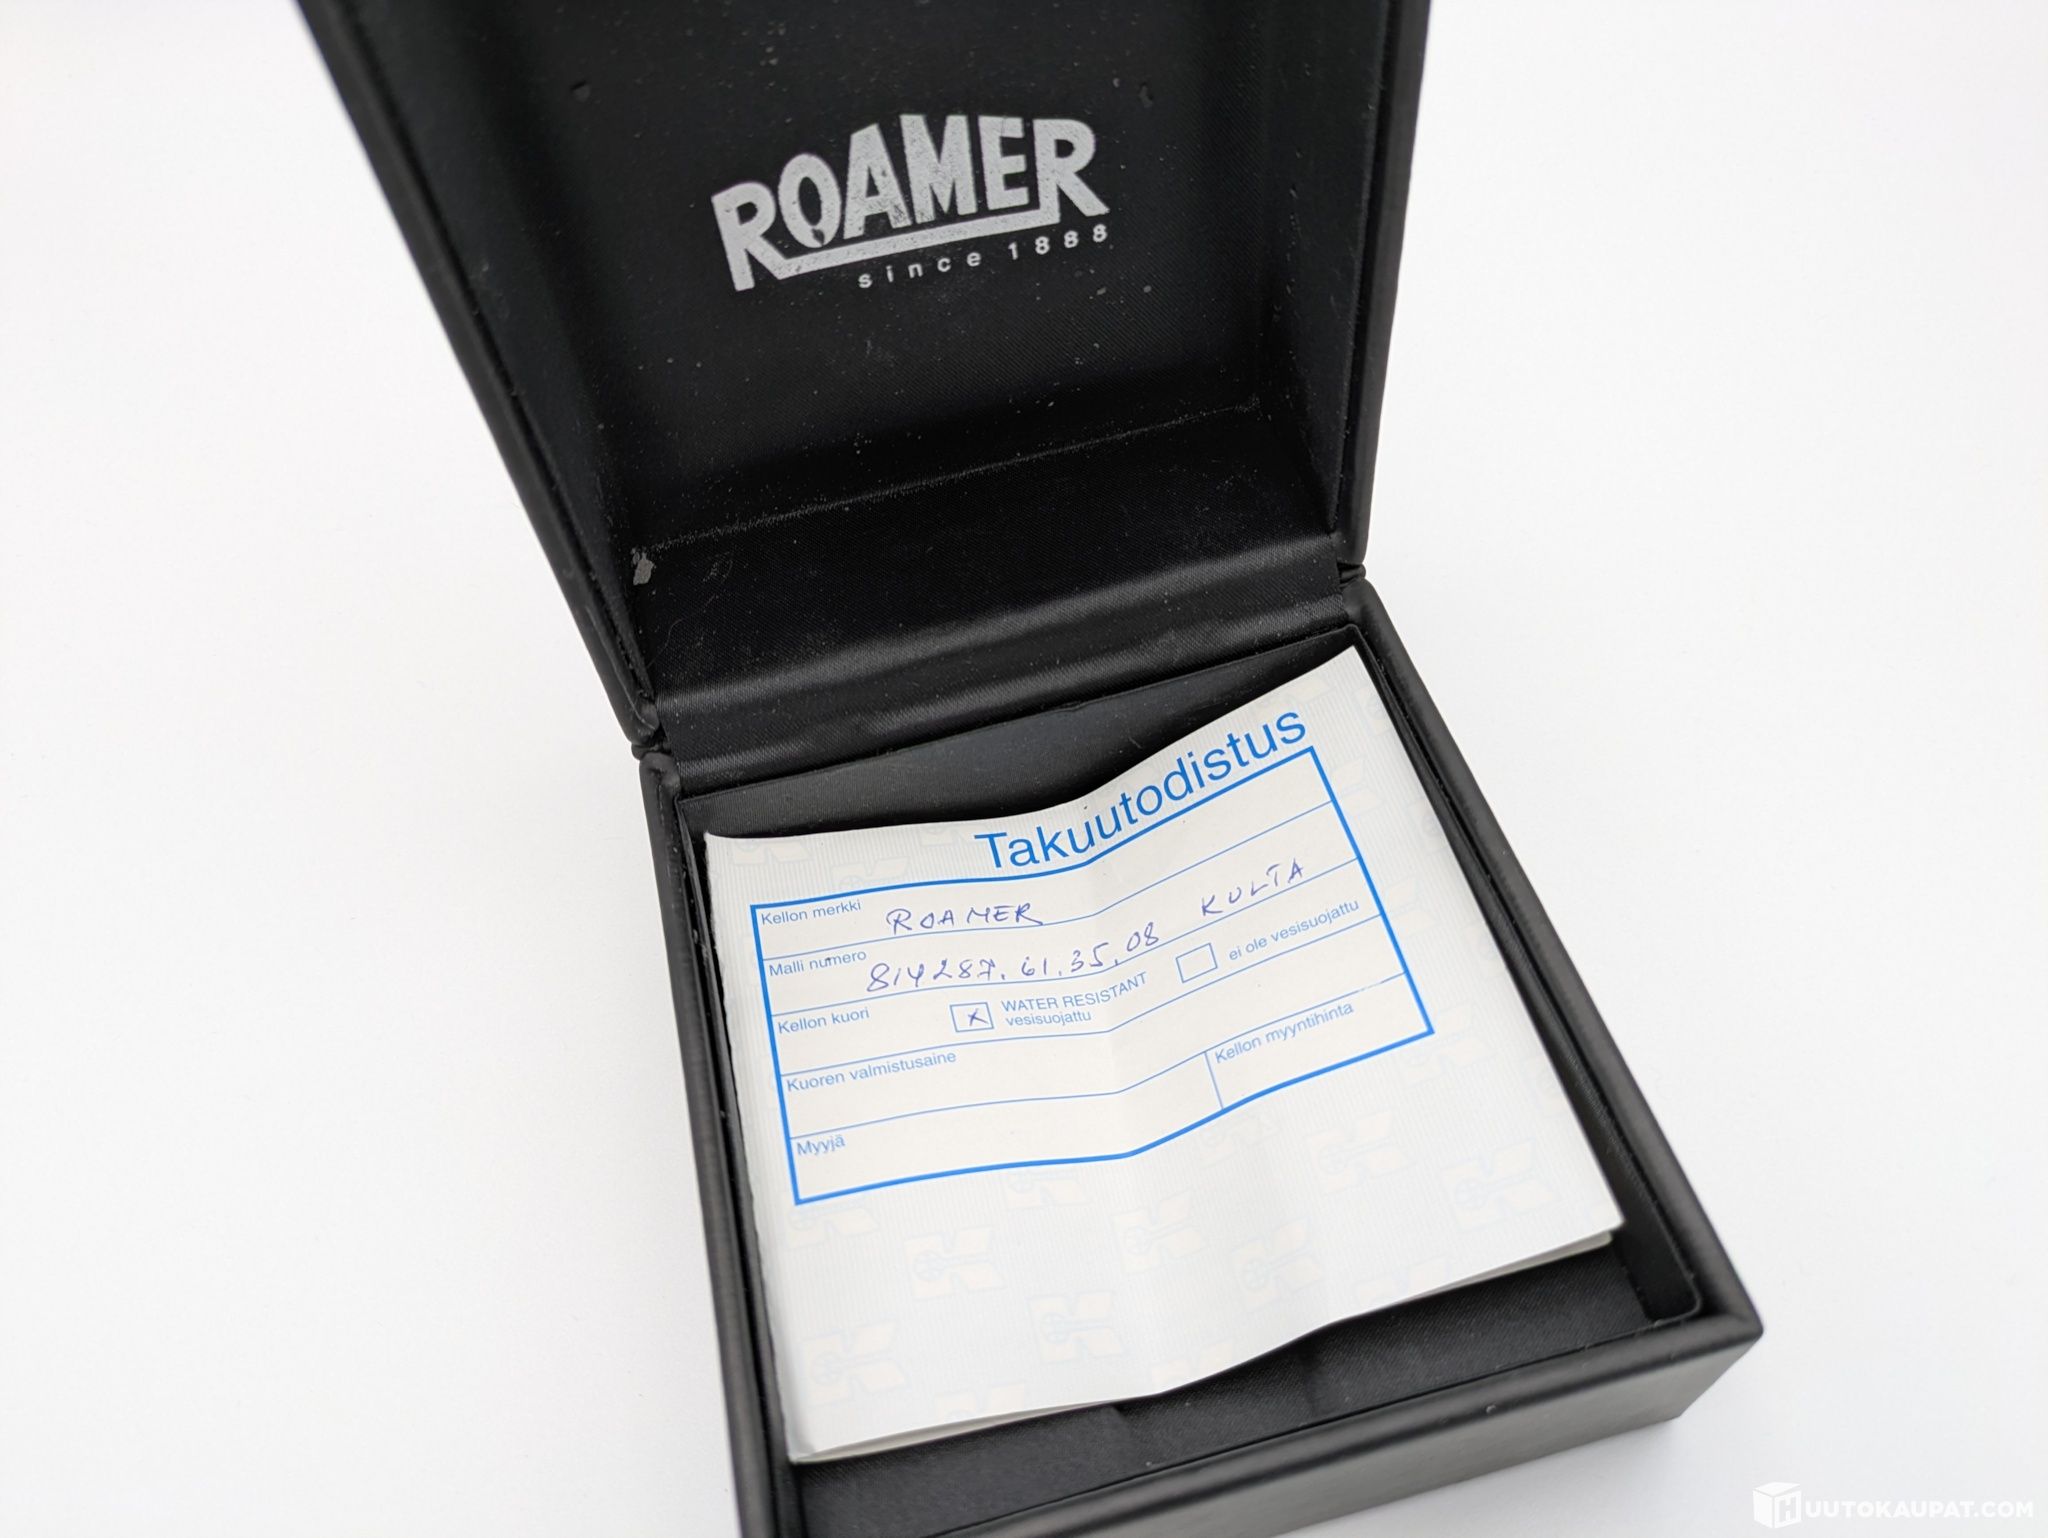 ROAMER
since 1888
Takuutodistus
Kellon merkki ROAMER
Malli numero 814287.61.35.08 KULTA
Kellon kuori x WATER RESISTANT vesisuojattu ei ole vesisuojattu
Kuoren valmistusaine
Myyjä Kellon myyntihinta
HUUTOKAUPAT.COM